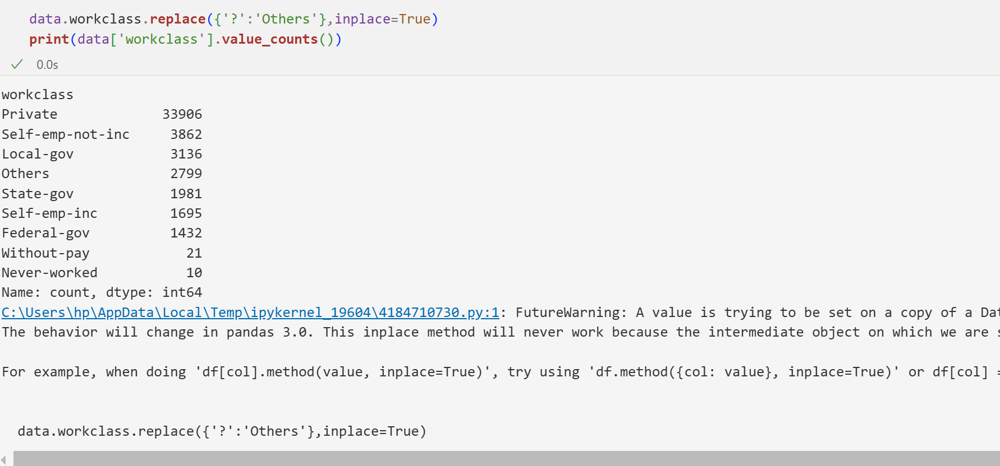 data.workclass.replace({'?':'Others'},inplace=True)
print(data['workclass'].value_counts())
0.0s
workclass
Private 33906
Self-emp-not-inc 3862
Local-gov 3136
Others 2799
State-gov 1981
Self-emp-inc 1695
Federal-gov 1432
Without-pay 21
Never-worked 10
Name: count, dtype: int64
C:\Users\hp\AppData\Local\Temp\ipykernel_19604\4184710730.py:1: FutureWarning: A value is trying to be set on a copy of a Dat
The behavior will change in pandas 3.0. This inplace method will never work because the intermediate object on which we are s
For example, when doing 'df[col].method(value, inplace=True)', try using 'df.method({col: value}, inplace=True)' or df[col] =
data.workclass.replace({'?':'Others'},inplace=True)